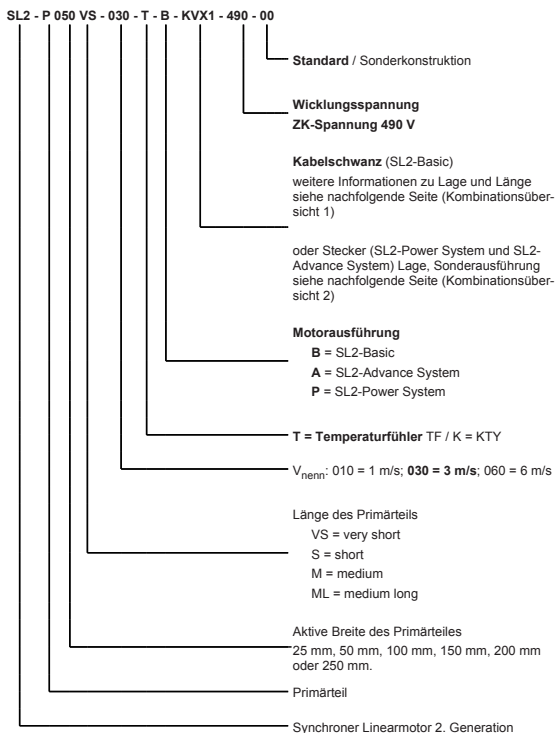 SL2 - P 050 VS - 030 - T - B - KVX1 - 490 - 00
Standard / Sonderkonstruktion
Wicklungsspannung
ZK-Spannung 490 V
Kabelschwanz (SL2-Basic)
weitere Informationen zu Lage und Länge
siehe nachfolgende Seite (Kombinationsüber-
sicht 1)
oder Stecker (SL2-Power System und SL2-
Advance System) Lage, Sonderausführung
siehe nachfolgende Seite (Kombinationsüber-
sicht 2)
Motorausführung
B = SL2-Basic
A = SL2-Advance System
P = SL2-Power System
T = Temperaturfühler TF / K = KTY
Vnenn: 010 = 1 m/s; 030 = 3 m/s; 060 = 6 m/s
Länge des Primärteils
VS = very short
S = short
M = medium
ML = medium long
Aktive Breite des Primärteiles
25 mm, 50 mm, 100 mm, 150 mm, 200 mm
oder 250 mm.
Primärteil
Synchroner Linearmotor 2. Generation